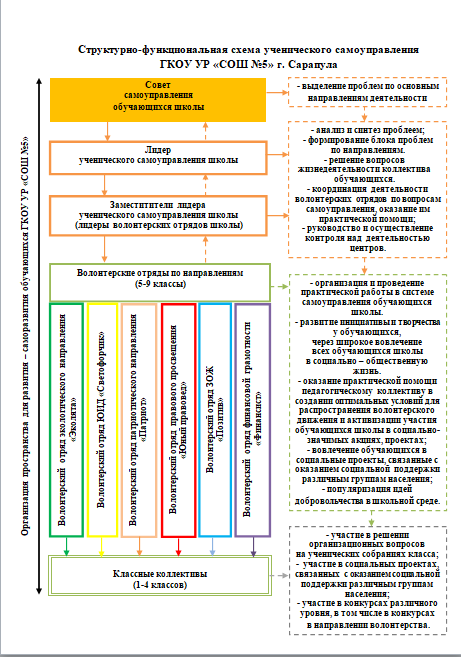 Структурно-функциональная схема ученического самоуправления
ГКОУ УР «СОШ №5» г. Сарапула
Организация пространства для развития – саморазвития обучающихся ГКОУ УР «СОШ №5»
Совет
самоуправления
обучающихся школы
- выделение проблем по основным
направлениям деятельности
Лидер
ученического самоуправления школы
Заместители лидера
ученического самоуправления школы
(лидеры волонтерских отрядов школы)
- анализ и синтез проблеем;
- формирование блока проблем
по направлениям.
- решение вопросов
жизнедеятельности коллектива
обучающихся.
- координация деятельности
волонтерских отрядов по вопросам
самоуправления, оказание им
практической помощи;
- руководство и осуществление
контроля над деятельностью
центров.
Волонтерские отряды по направлениям
(5-9 классы)
Волонтерский отряд экологического направления
«Эколята»
Волонтерский отряд ЮИД «Светофорчик»
Волонтерский отряд патриотического направления
«Патриот»
Волонтерский отряд правового просвещения
«Юный правовед»
Волонтерский отряд ЗОЖ
«Позитив»
Волонтерский отряд финансовой грамотности
«Финансист»
- организация и проведение
практической работы в системе
самоуправления обучающихся
школы.
- развитие инициативы и творчества
у обучающихся,
через широкое вовлечение
всех обучающихся школы
в социально – общественную
жизнь.
- оказание практической помощи
педагогическому коллективу в
создании оптимальных условий для
распространения волонтерского
движения и активизации участия
обучающихся школы в социально-
значимых акциях, проектах;
- вовлечение обучающихся в
социальные проекты, связанные с
оказанием социальной поддержки
различным группам населения;
- популяризация идей
добровольчества в школьной среде.
Классные коллективы
(1-4 классов)
- участие в решении
организационных вопросов
на ученических собраниях класса;
- участие в социальных проектах,
связанных с оказанием социальной
поддержки различным группам
населения;
- участие в конкурсах различного
уровня, в том числе в конкурсах
в направлении волонтерства.